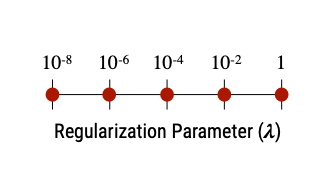 10⁻⁸ 10⁻⁶ 10⁻⁴ 10⁻² 1
Regularization Parameter (λ)